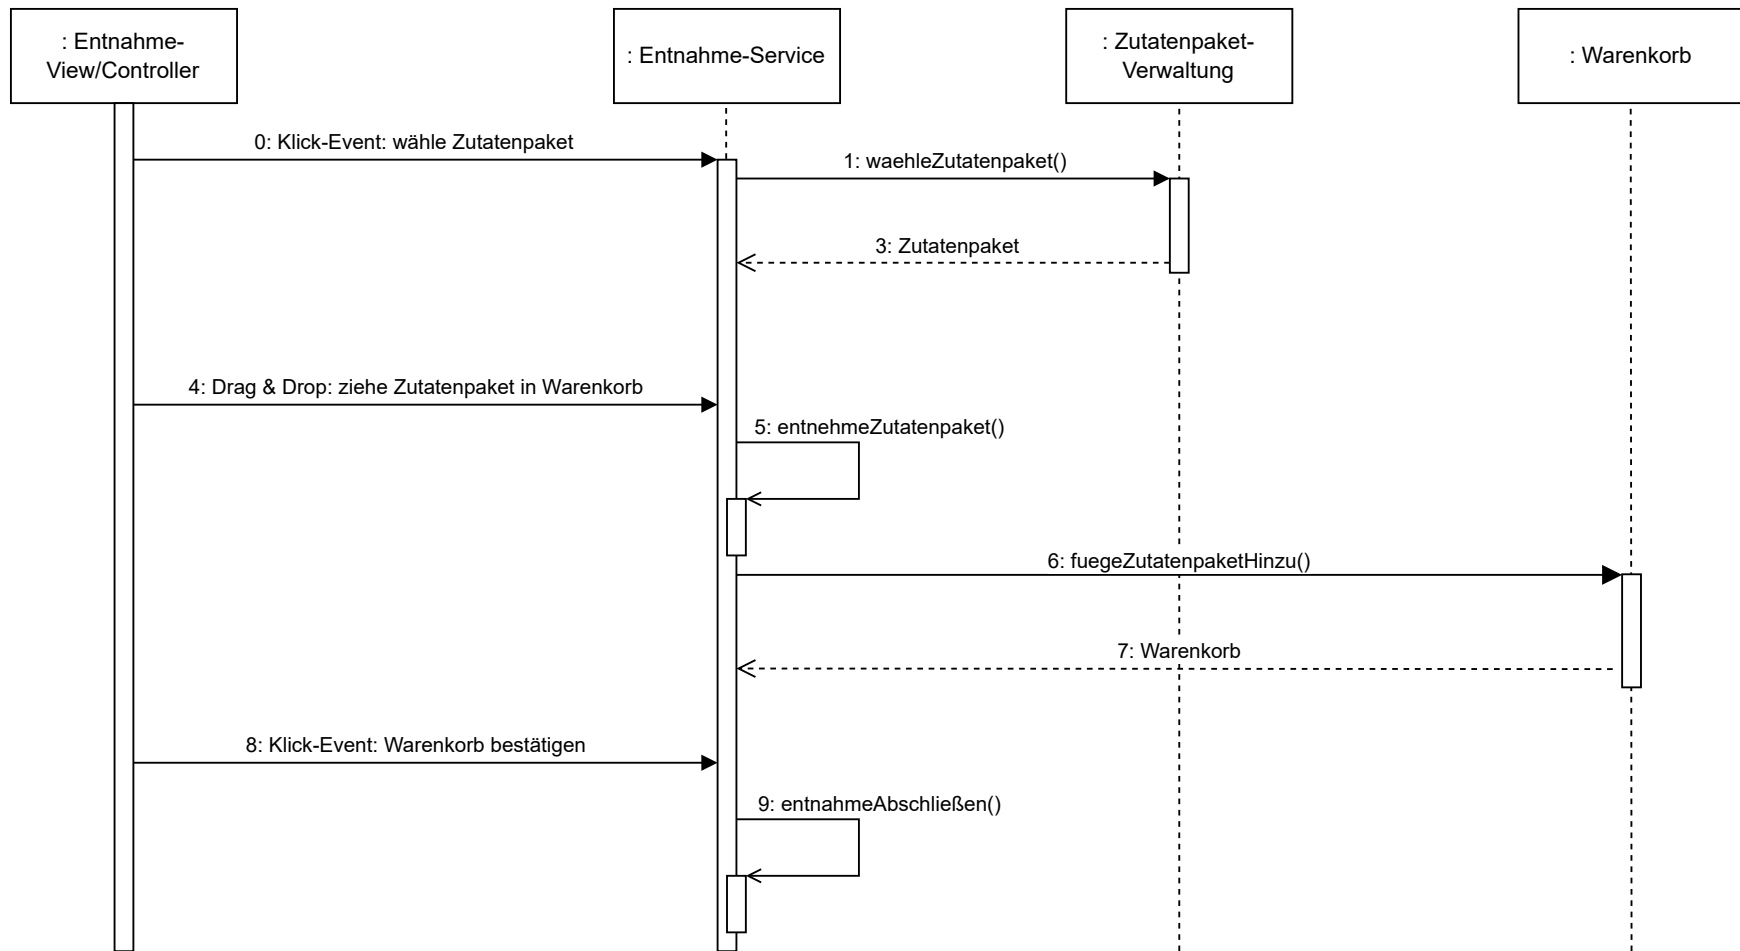 : Entnahme-
View/Controller
: Entnahme-Service
: Zutatenpaket-
Verwaltung
: Warenkorb
0: Klick-Event: wähle Zutatenpaket
1: waehleZutatenpaket()
3: Zutatenpaket
4: Drag & Drop: ziehe Zutatenpaket in Warenkorb
5: entnehmeZutatenpaket()
6: fuegeZutatenpaketHinzu()
7: Warenkorb
8: Klick-Event: Warenkorb bestätigen
9: entnahmeAbschließen()